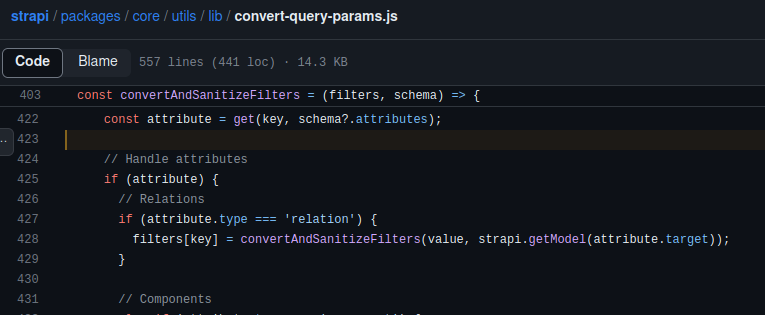 strapi / packages / core / utils / lib / convert-query-params.js
Code Blame 557 lines (441 loc) · 14.3 KB
403 const convertAndSanitizeFilters = (filters, schema) => {
422 const attribute = get(key, schema?.attributes);
423
424 // Handle attributes
425 if (attribute) {
426 // Relations
427 if (attribute.type === 'relation') {
428 filters[key] = convertAndSanitizeFilters(value, strapi.getModel(attribute.target));
429 }
430
431 // Components